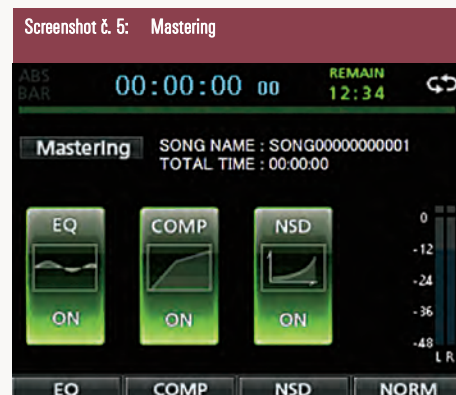 Screenshot č. 5: Mastering
ABS
BAR
00:00:00 00
REMAIN
12:34
Mastering
SONG NAME : SONG00000000001
TOTAL TIME : 00:00:00
EQ
COMP
NSD
ON
ON
ON
0
-12
-24
-36
-48
L R
EQ
COMP
NSD
NORM